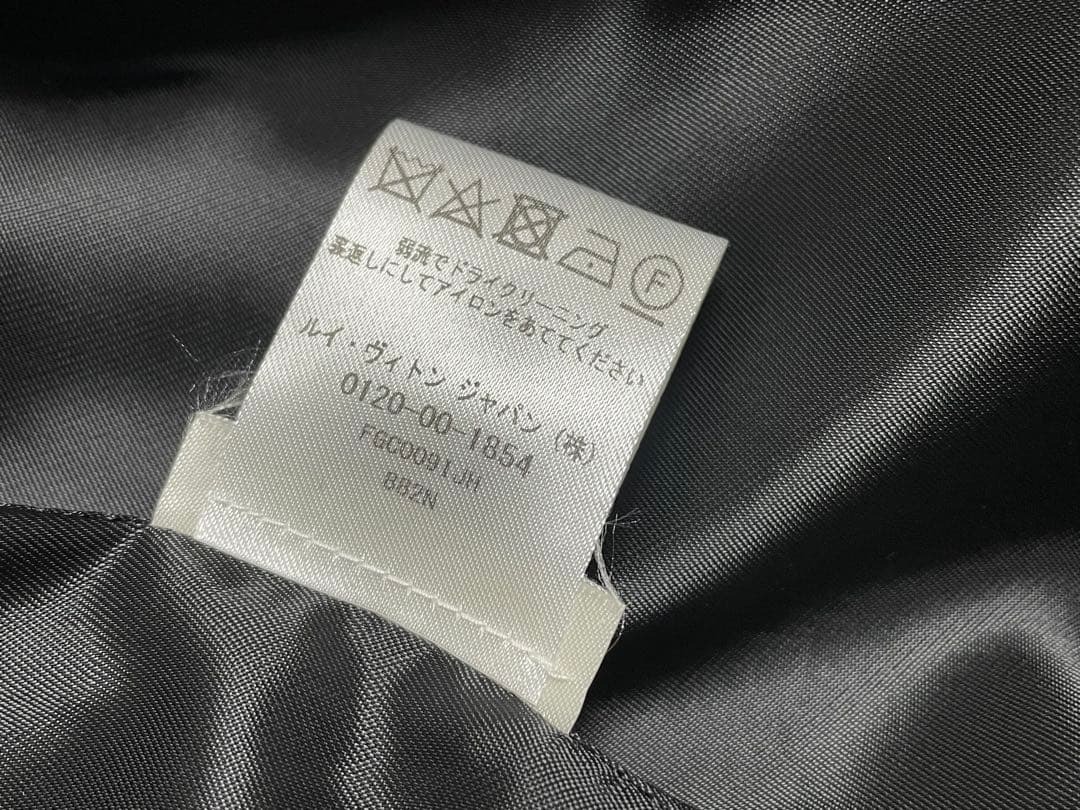 F
弱流でドライクリーニング
裏返しにしてアイロンをあててください
ルイ・ヴィトン ジャパン (株)
0120-00-1854
FGCO091JH
882N